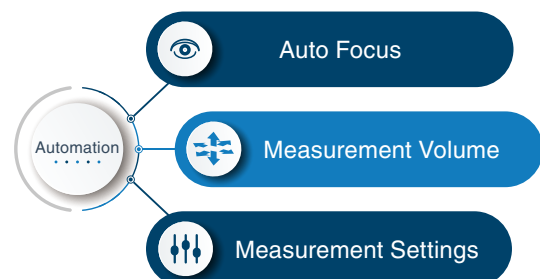 Auto Focus
Automation
Measurement Volume
Measurement Settings